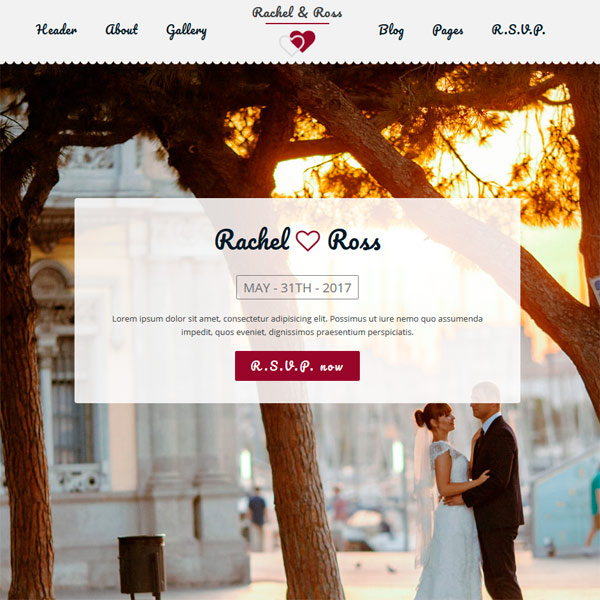 Rachel & Ross
Header About Gallery Blog Pages R.S.V.P.
Rachel Ross
MAY - 31TH - 2017
Lorem ipsum dolor sit amet, consectetur adipisicing elit. Possimus ut iure nemo quo assumenda
impedit, quos eveniet, dignissimos praesentium perspiciatis.
R.S.V.P. now